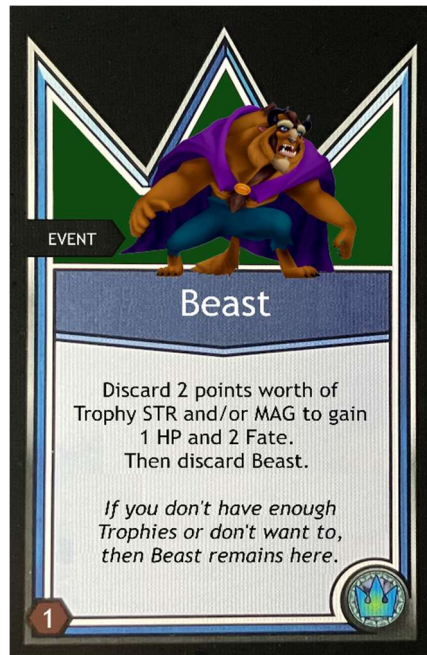 EVENT
Beast
Discard 2 points worth of
Trophy STR and/or MAG to gain
1 HP and 2 Fate.
Then discard Beast.
If you don't have enough
Trophies or don't want to,
then Beast remains here.
1